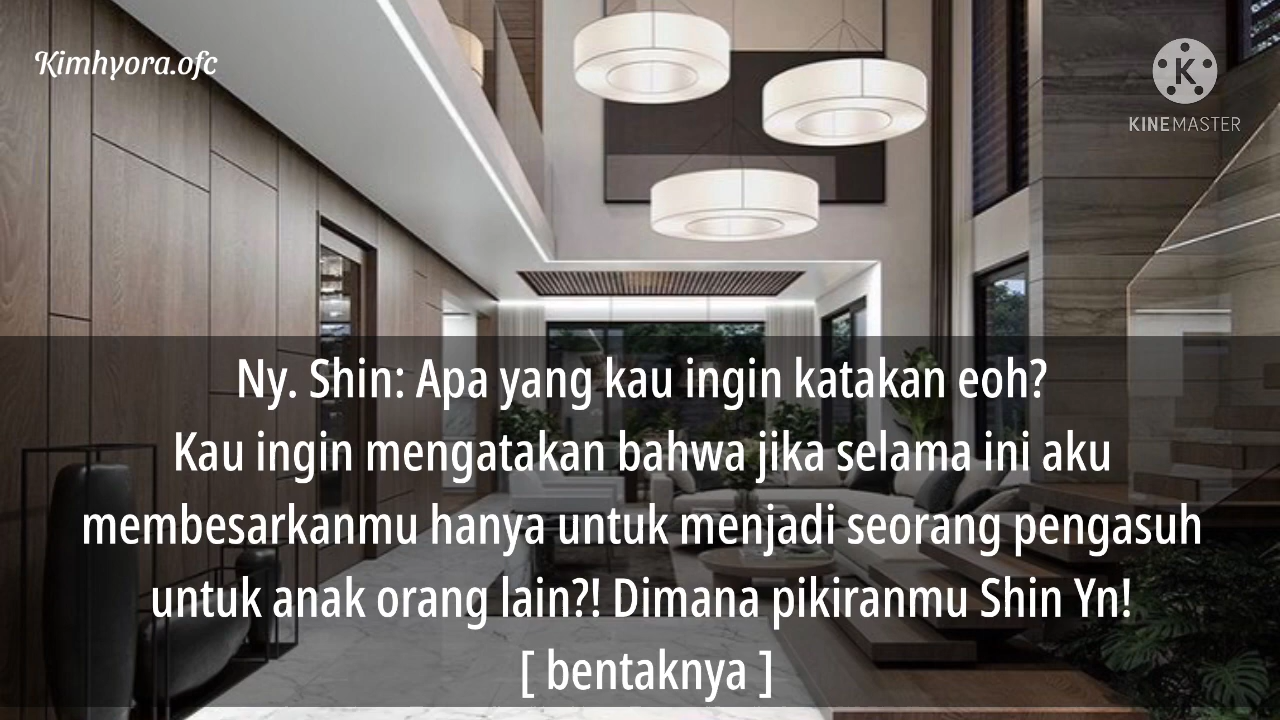 Kimhyora.ofc
K
KINEMASTER
Ny. Shin: Apa yang kau ingin katakan eoh?
Kau ingin mengatakan bahwa jika selama ini aku
membesarkanmu hanya untuk menjadi seorang pengasuh
untuk anak orang lain?! Dimana pikiranmu Shin Yn!
[ bentaknya ]